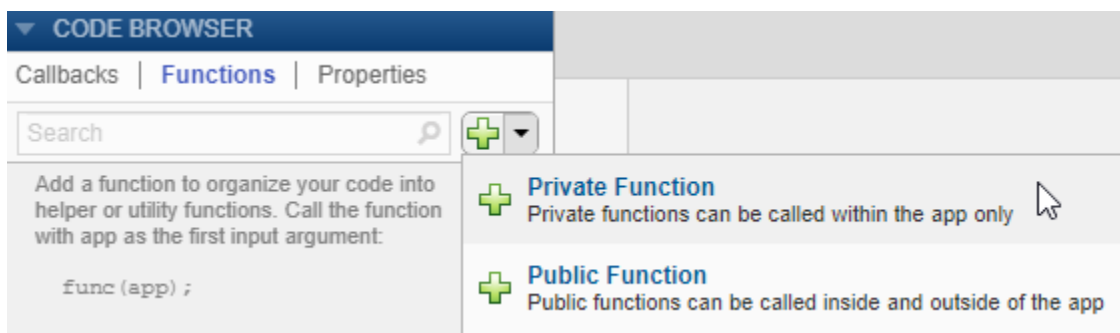 CODE BROWSER
Callbacks | Functions | Properties
Search
Add a function to organize your code into
helper or utility functions. Call the function
with app as the first input argument:
func(app);
Private Function
Private functions can be called within the app only
Public Function
Public functions can be called inside and outside of the app